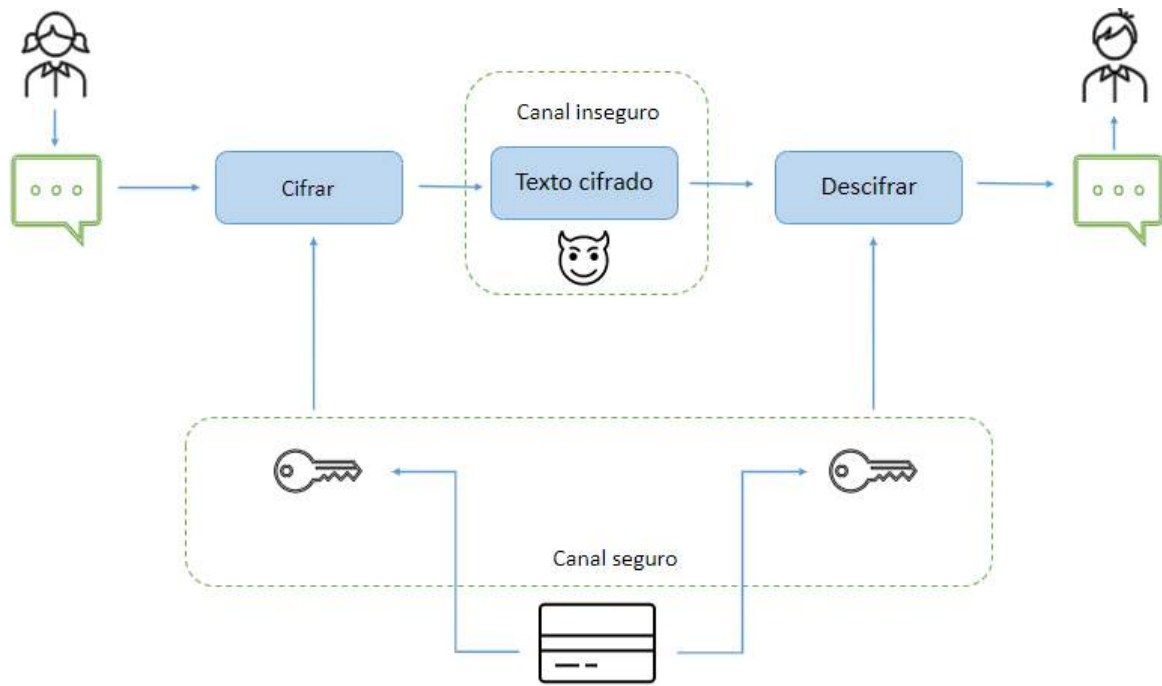 Canal inseguro
Cifrar
Texto cifrado
Descifrar
Canal seguro